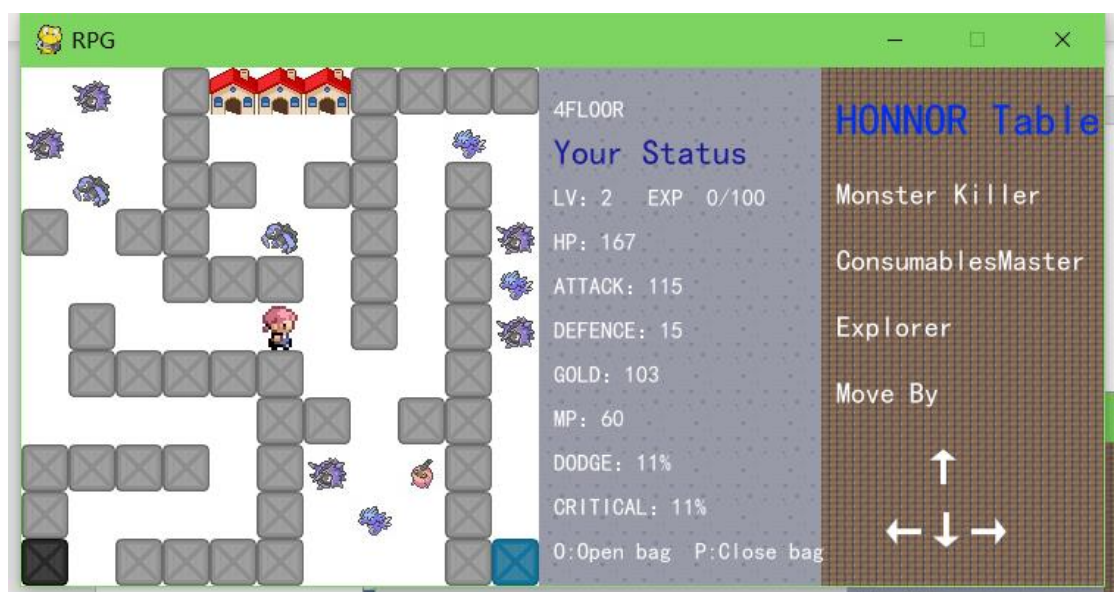 RPG
4FLOOR
Your Status
LV: 2 EXP 0/100
HP: 167
ATTACK: 115
DEFENCE: 15
GOLD: 103
MP: 60
DODGE: 11%
CRITICAL: 11%
O:Open bag P:Close bag
HONNOR Table
Monster Killer
ConsumablesMaster
Explorer
Move By
↑
←↓→